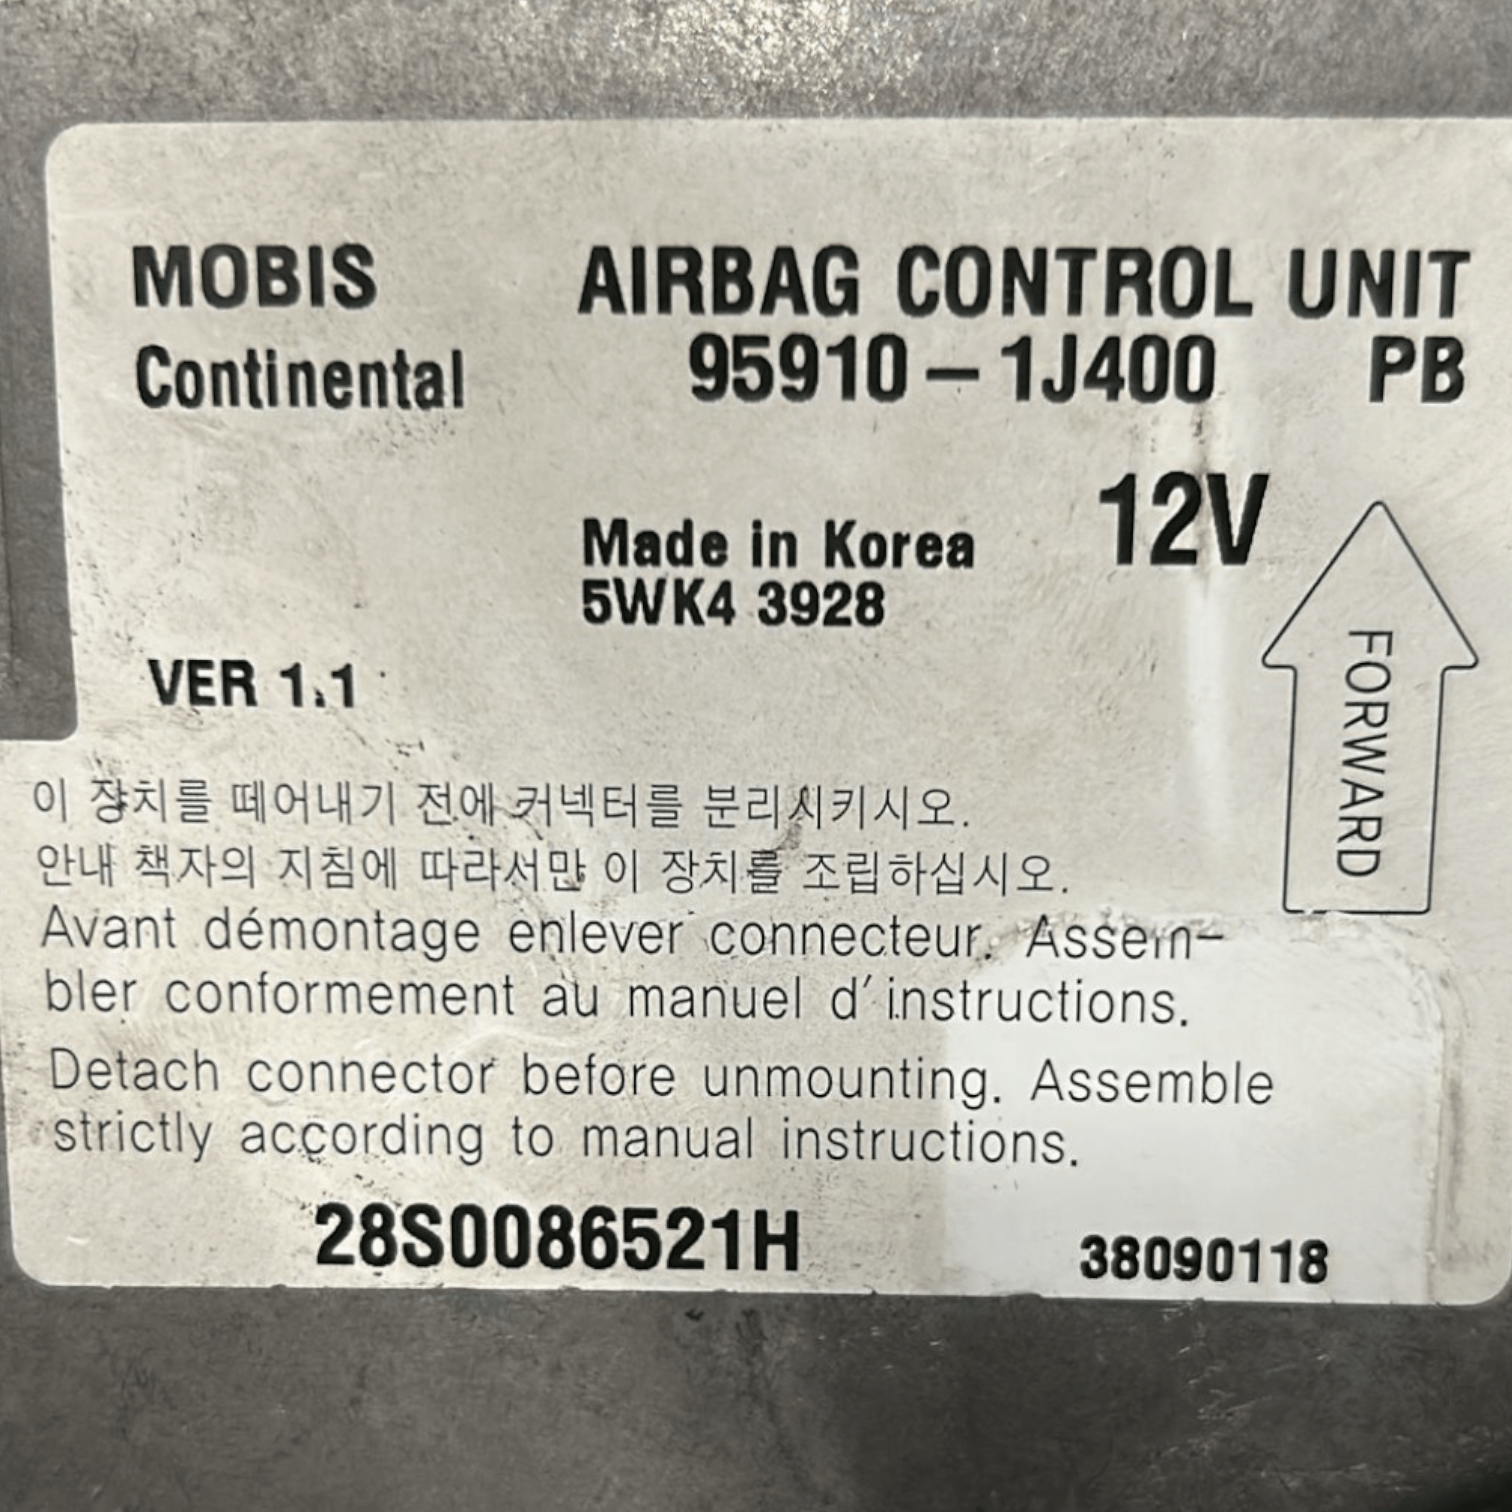 MOBIS AIRBAG CONTROL UNIT
Continental 95910-1J400 PB
12V
Made in Korea
5WK4 3928
VER 1.1
FORWARD
이 장치를 떼어내기 전에 커넥터를 분리시키시오.
안내 책자의 지침에 따라서만 이 장치를 조립하십시오.
Avant démontage enlever connecteur. Assem-
bler conformement au manuel d'instructions.
Detach connector before unmounting. Assemble
strictly according to manual instructions.
28S0086521H 38090118